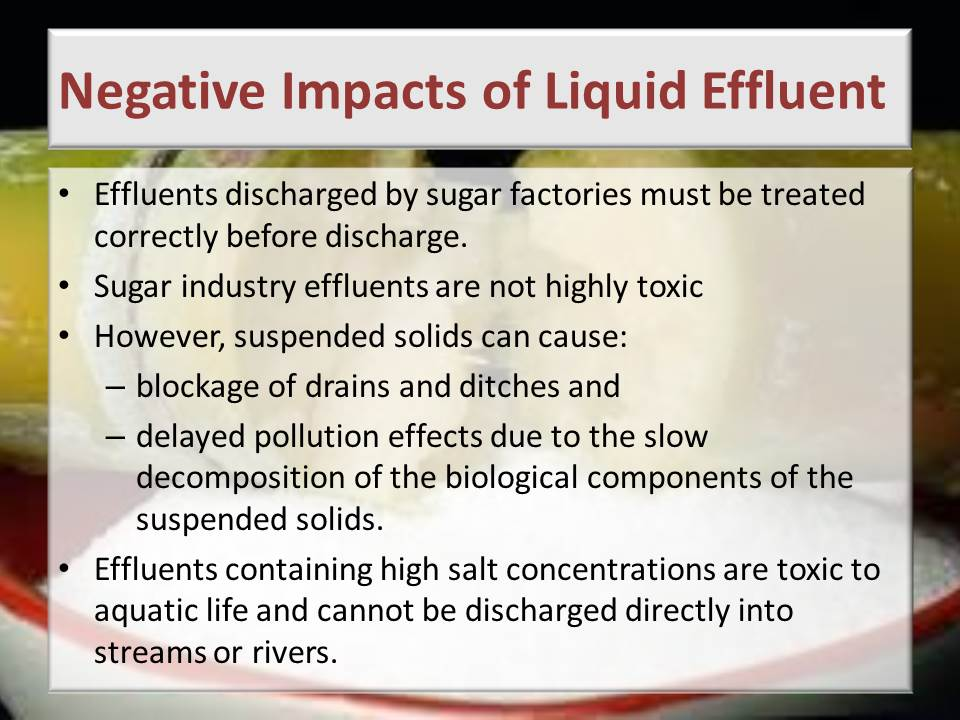 Negative Impacts of Liquid Effluent
• Effluents discharged by sugar factories must be treated
correctly before discharge.
• Sugar industry effluents are not highly toxic
• However, suspended solids can cause:
– blockage of drains and ditches and
– delayed pollution effects due to the slow
decomposition of the biological components of the
suspended solids.
• Effluents containing high salt concentrations are toxic to
aquatic life and cannot be discharged directly into
streams or rivers.